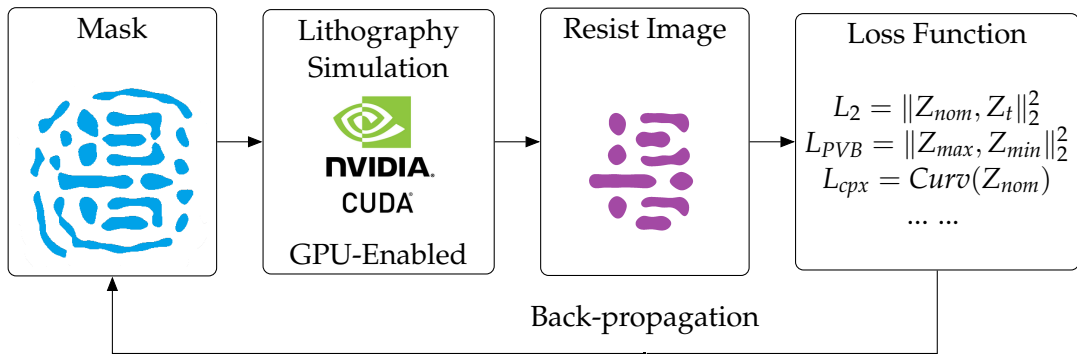 Mask
Lithography
Simulation
NVIDIA.
CUDA®
GPU-Enabled
Resist Image
Loss Function
L₂ = ‖Z_nom, Z_t‖₂²
L_PVB = ‖Z_max, Z_min‖₂²
L_cpx = Curv(Z_nom)
... ...
Back-propagation